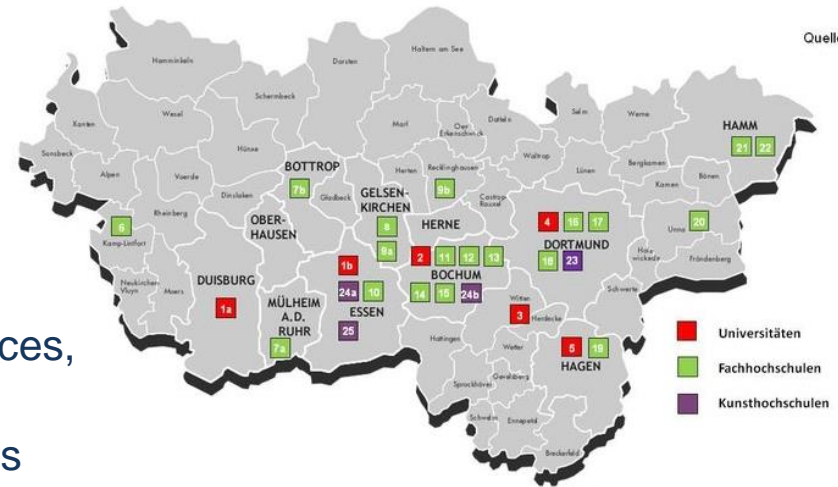 Quelle
Haltern am See
Hamminkeln
Dorsten
Schermbeck
Wesel
Xanten
Sonsbeck
Alpen
Voerde
Hünxe
Dinslaken
Rheinberg
Marl
Oer
Erkenschwick
Datteln
Selm
Werne
HAMM
21 22
Waltrop
Lünen
Bergkamen
Kamen
Bönen
BOTTROP
7b
Gladbeck
Herten
Recklinghausen
9b
Castrop
Rauxel
GELSEN-
KIRCHEN
8
9a
HERNE
6
Kamp-Lintfort
OBER-
HAUSEN
4 16 17
DORTMUND
18 23
Unna
20
Holz
wickede
Fröndenberg
Neukirchen
Vluyn
Moers
DUISBURG
1a
MÜLHEIM
A.D.
RUHR
7a
1b
24a 10
ESSEN
25
2 11 12 13
BOCHUM
14 15 24b
Witten
3
Herdecke
Schwerte
Hattingen
Wetter
Sprockhövel
Gevelsberg
5 19
HAGEN
Schwelm
Ennepetal
Breckerfeld
Universitäten
Fachhochschulen
Kunsthochschulen
ces,
s